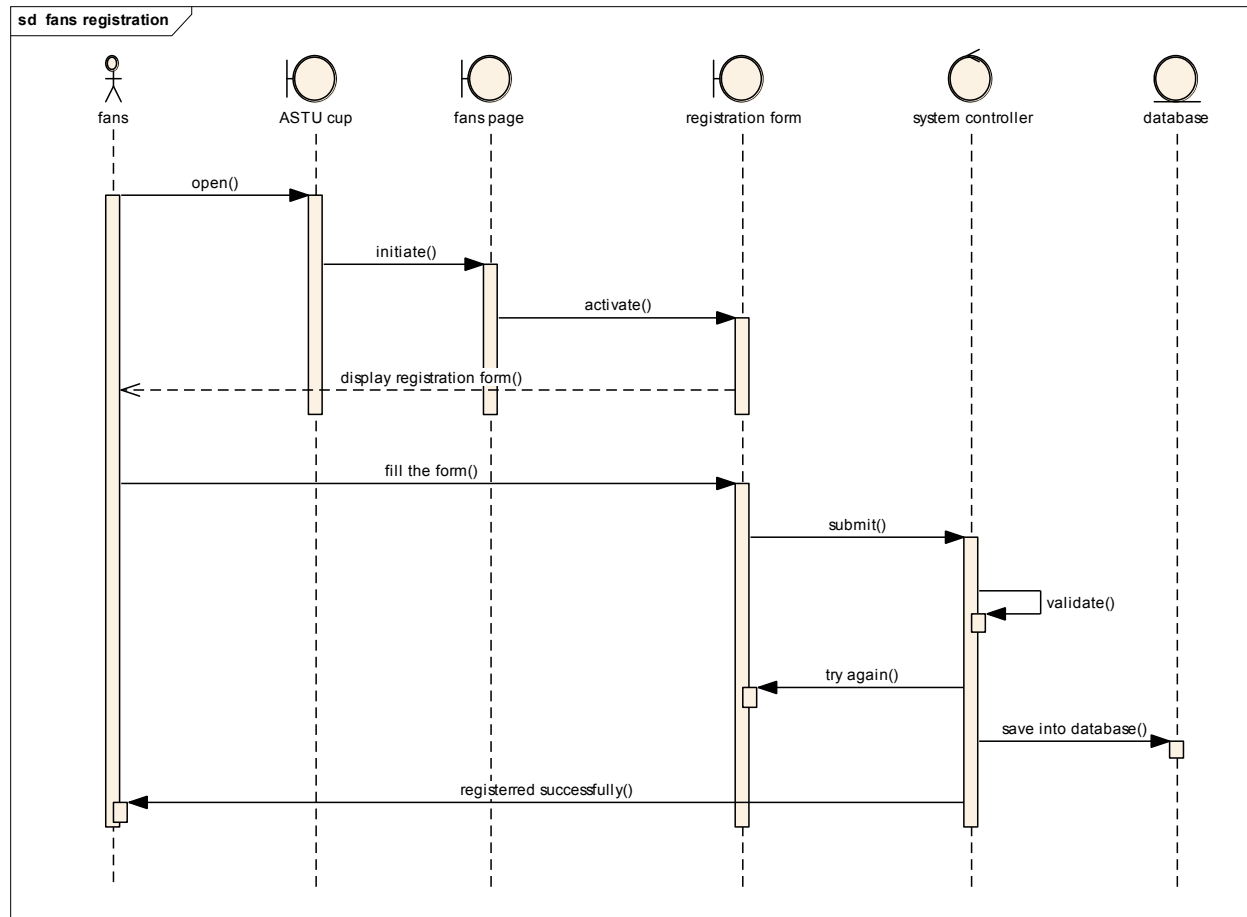 sd fans registration
fans
ASTU cup
fans page
registration form
system controller
database
open()
initiate()
activate()
display registration form()
fill the form()
submit()
validate()
try again()
save into database()
registerred successfully()